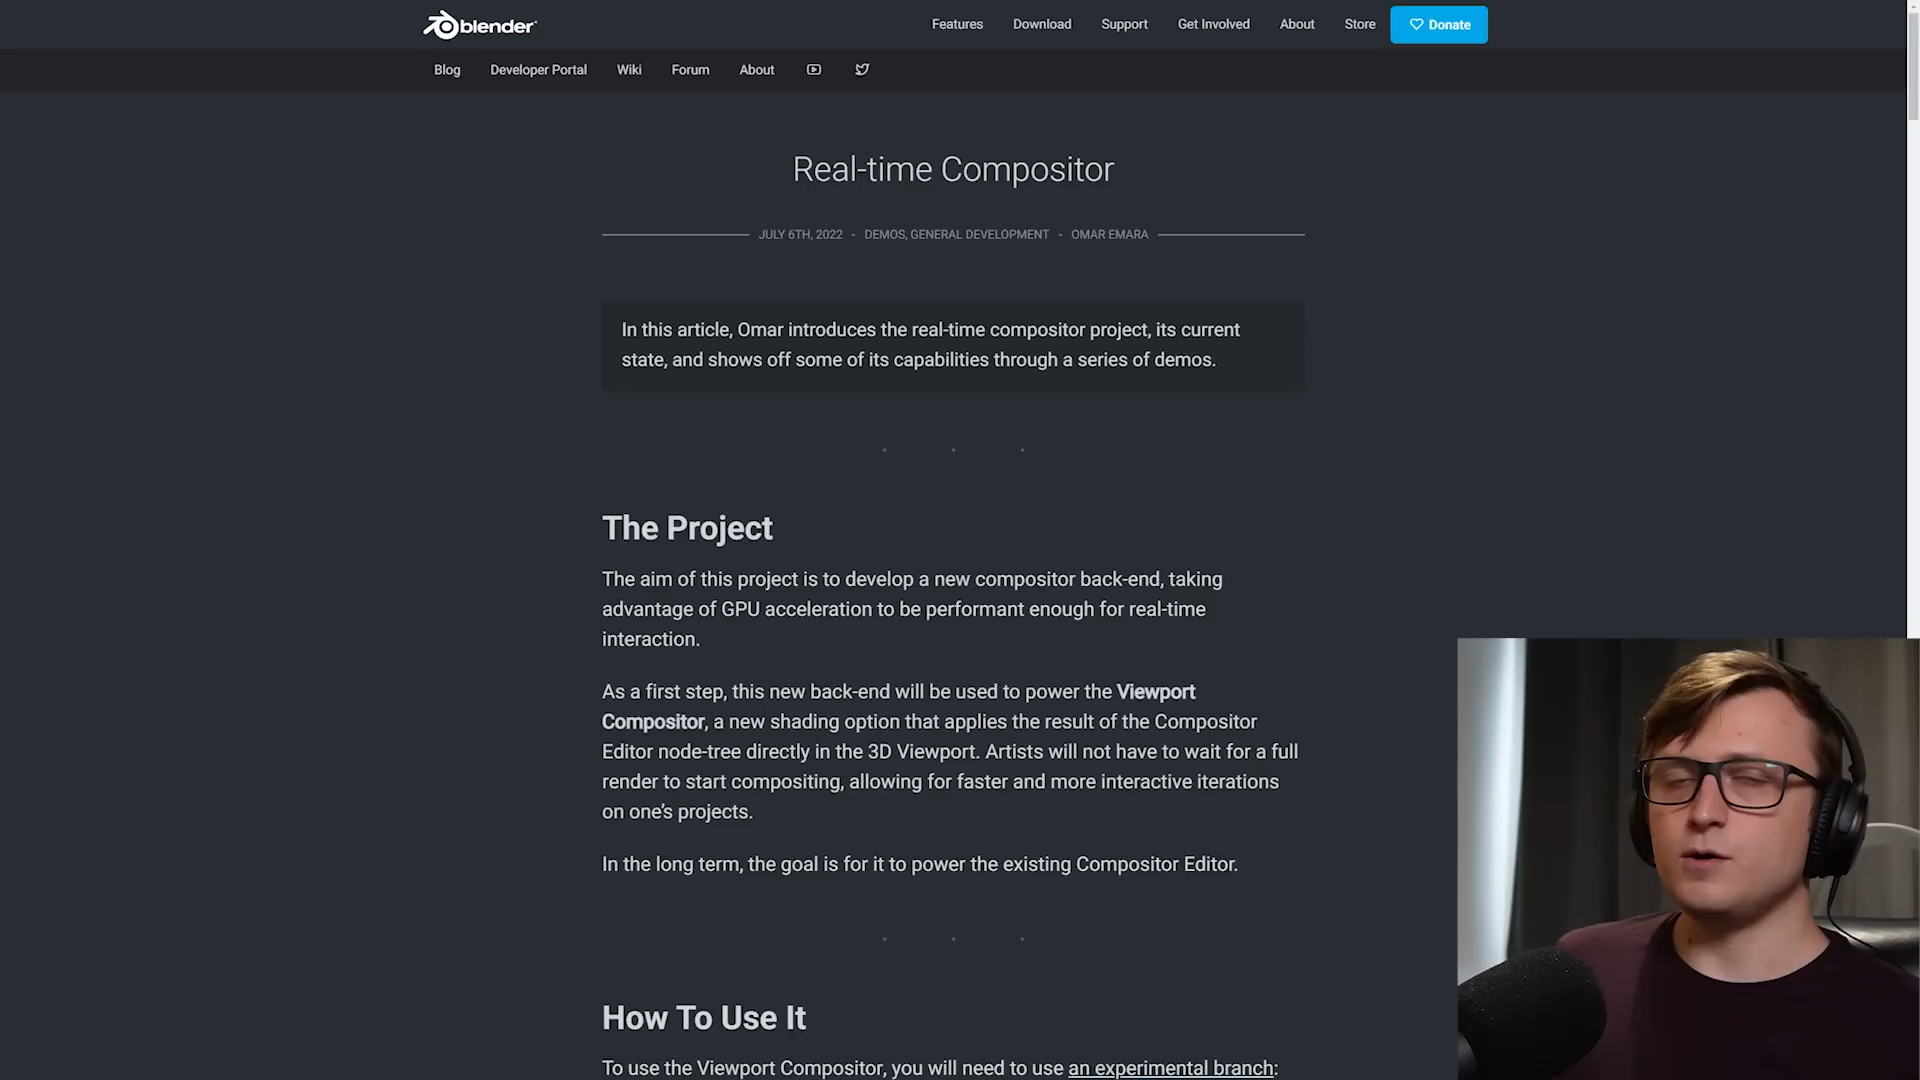 blender
Features Download Support Get Involved About Store Donate
Blog Developer Portal Wiki Forum About
Real-time Compositor
JULY 6TH, 2022 - DEMOS, GENERAL DEVELOPMENT - OMAR EMARA
In this article, Omar introduces the real-time compositor project, its current
state, and shows off some of its capabilities through a series of demos.
The Project
The aim of this project is to develop a new compositor back-end, taking
advantage of GPU acceleration to be performant enough for real-time
interaction.
As a first step, this new back-end will be used to power the Viewport
Compositor, a new shading option that applies the result of the Compositor
Editor node-tree directly in the 3D Viewport. Artists will not have to wait for a full
render to start compositing, allowing for faster and more interactive iterations
on one’s projects.
In the long term, the goal is for it to power the existing Compositor Editor.
How To Use It
To use the Viewport Compositor, you will need to use an experimental branch: